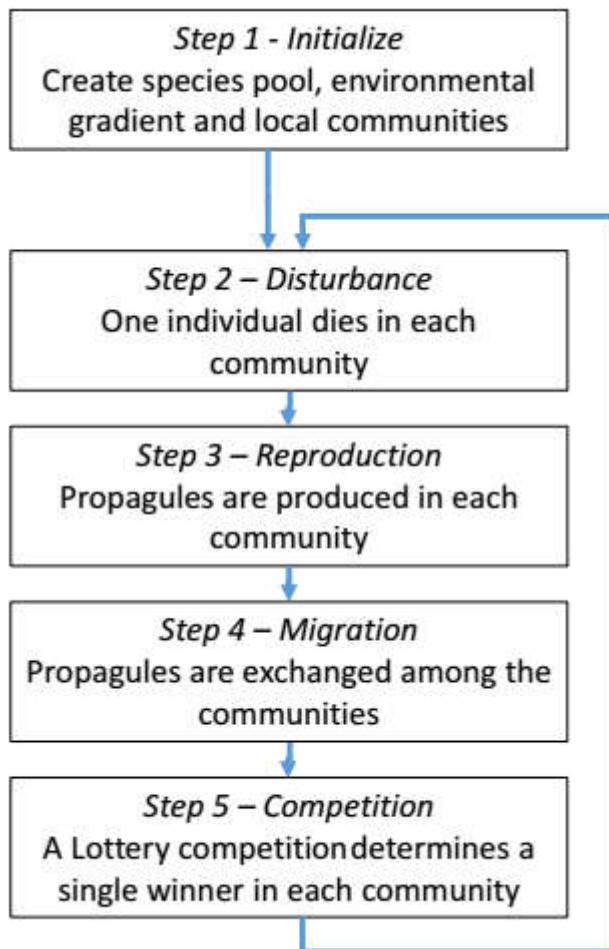 Step 1 - Initialize
Create species pool, environmental
gradient and local communities
Step 2 – Disturbance
One individual dies in each
community
Step 3 – Reproduction
Propagules are produced in each
community
Step 4 – Migration
Propagules are exchanged among the
communities
Step 5 – Competition
A Lottery competition determines a
single winner in each community